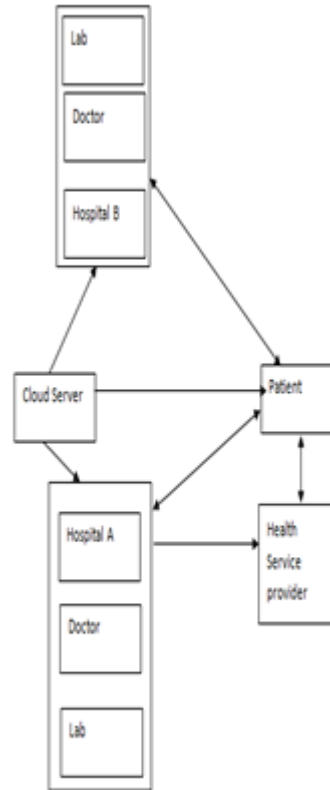 Lab
Doctor
Hospital B
Cloud Server
Patient
Hospital A
Health
Service
provider
Doctor
Lab